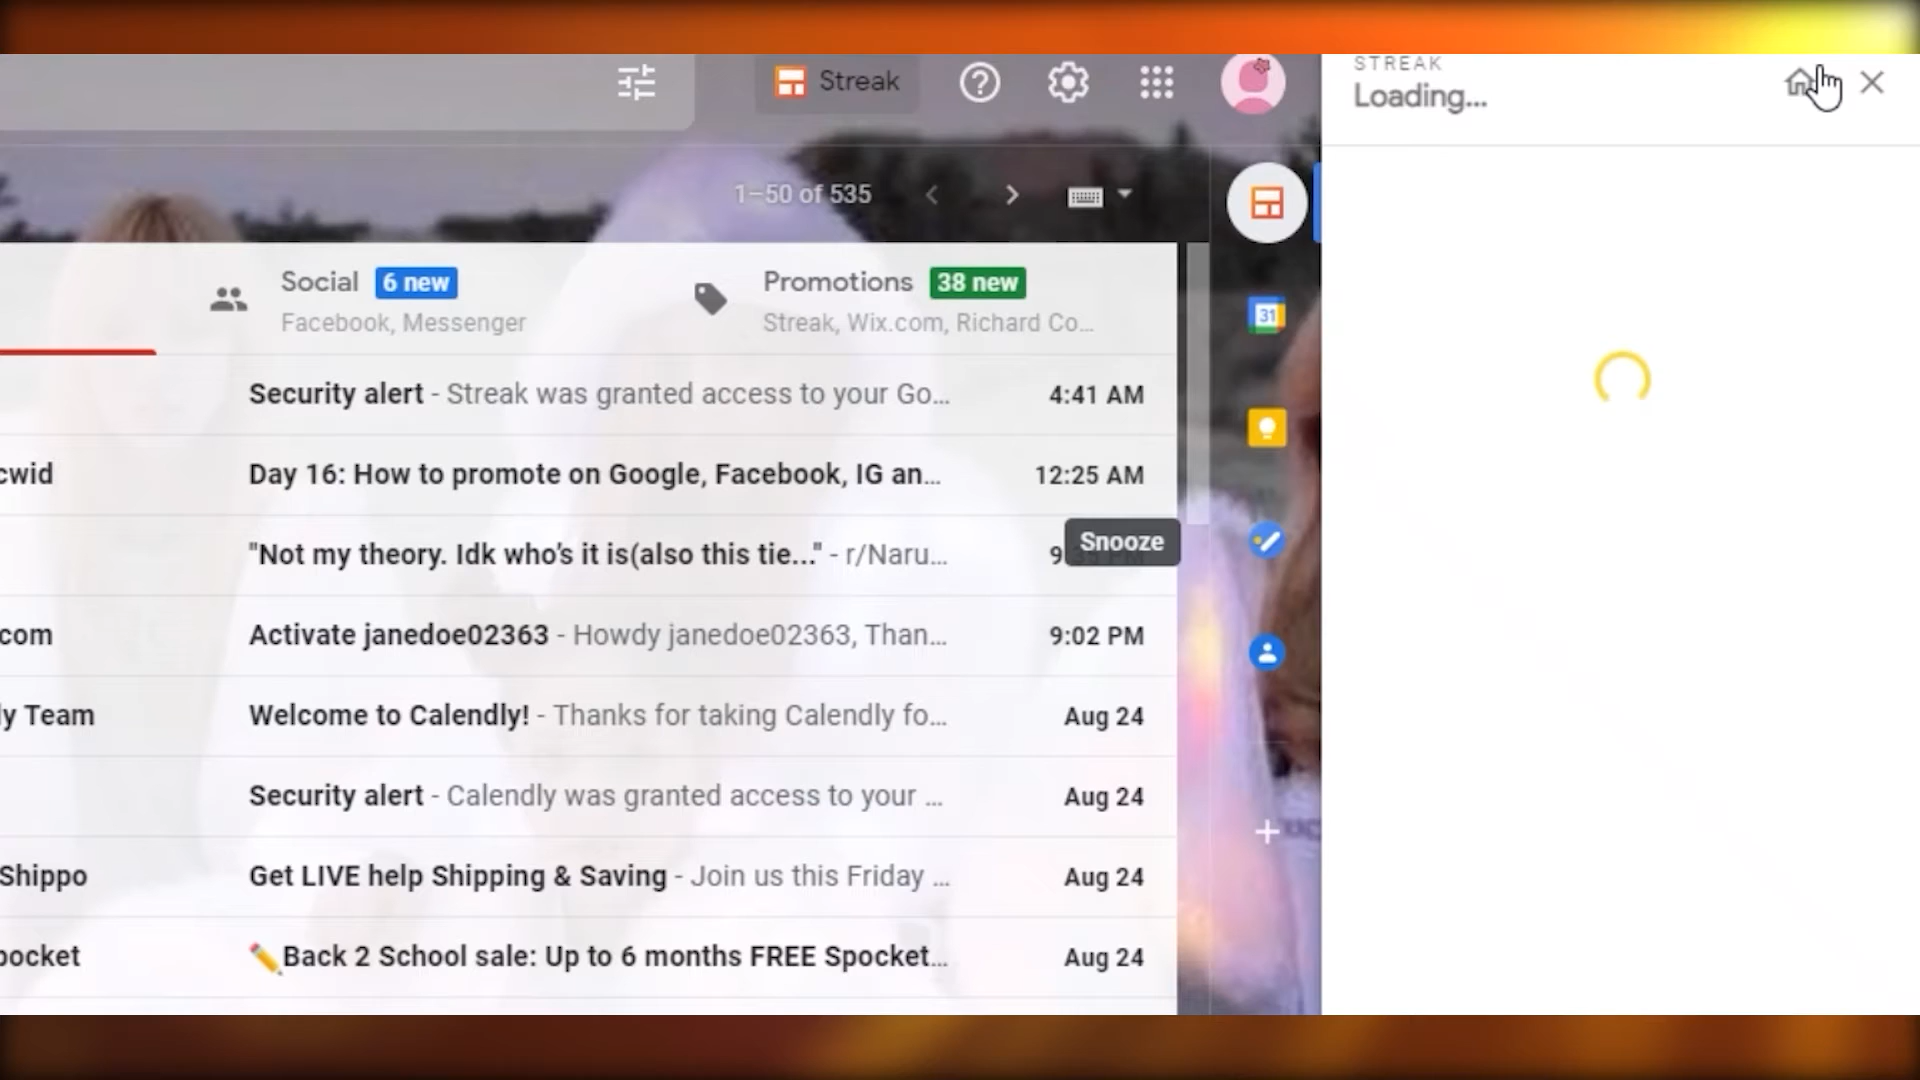 Streak
STREAK
Loading...
1–50 of 535
31
Social 6 new
Facebook, Messenger
Promotions 38 new
Streak, Wix.com, Richard Co...
Security alert - Streak was granted access to your Go... 4:41 AM
cwid Day 16: How to promote on Google, Facebook, IG an... 12:25 AM
"Not my theory. Idk who's it is(also this tie..." - r/Naru... 9
Snooze
com Activate janedoe02363 - Howdy janedoe02363, Than... 9:02 PM
ly Team Welcome to Calendly! - Thanks for taking Calendly fo... Aug 24
Security alert - Calendly was granted access to your ... Aug 24
Shippo Get LIVE help Shipping & Saving - Join us this Friday ... Aug 24
pocket Back 2 School sale: Up to 6 months FREE Spocket... Aug 24